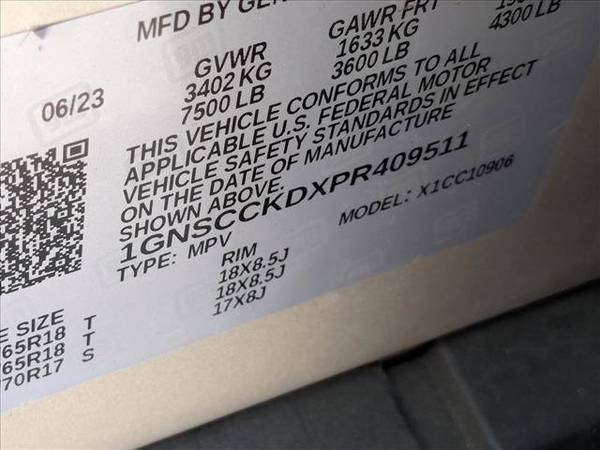 MFD BY GE
06/23
GVWR
3402 KG
7500 LB
GAWR FRT
1633 KG
3600 LB
4300 LB
THIS VEHICLE CONFORMS TO ALL
APPLICABLE U.S. FEDERAL MOTOR
VEHICLE SAFETY STANDARDS IN EFFECT
ON THE DATE OF MANUFACTURE
SHOWN ABOVE.
1GNSCCKDXPR409511
TYPE: MPV
MODEL: X1CC10906
RIM
18X8.5J
18X8.5J
17X8J
E SIZE
65R18 T
65R18 T
70R17 S